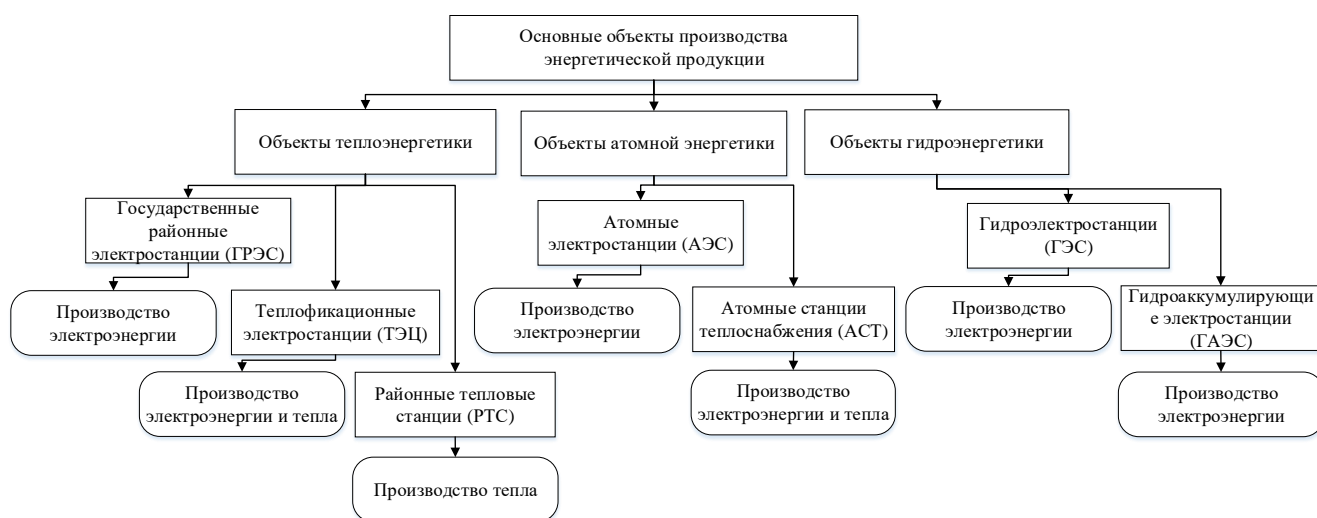 Основные объекты производства
энергетической продукции
Объекты теплоэнергетики
Объекты атомной энергетики
Объекты гидроэнергетики
Государственные
районные
электростанции (ГРЭС)
Производство
электроэнергии
Теплофикационные
электростанции (ТЭЦ)
Производство
электроэнергии и тепла
Районные тепловые
станции (РТС)
Производство тепла
Атомные
электростанции (АЭС)
Производство
электроэнергии
Атомные станции
теплоснабжения (АСТ)
Производство
электроэнергии и тепла
Гидроэлектростанции
(ГЭС)
Производство
электроэнергии
Гидроаккумулирующи
е электростанции
(ГАЭС)
Производство
электроэнергии